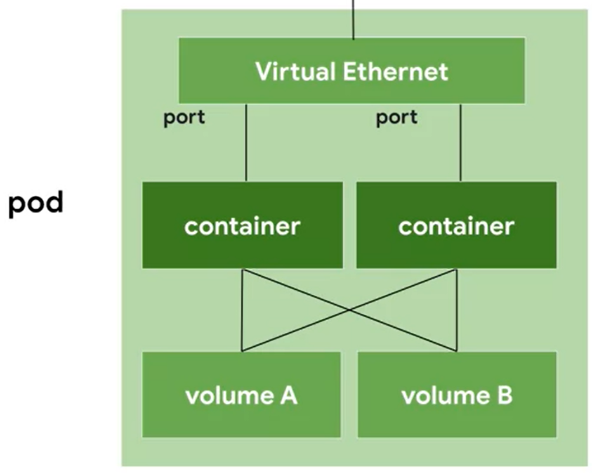 Virtual Ethernet
port port
pod
container container
volume A volume B